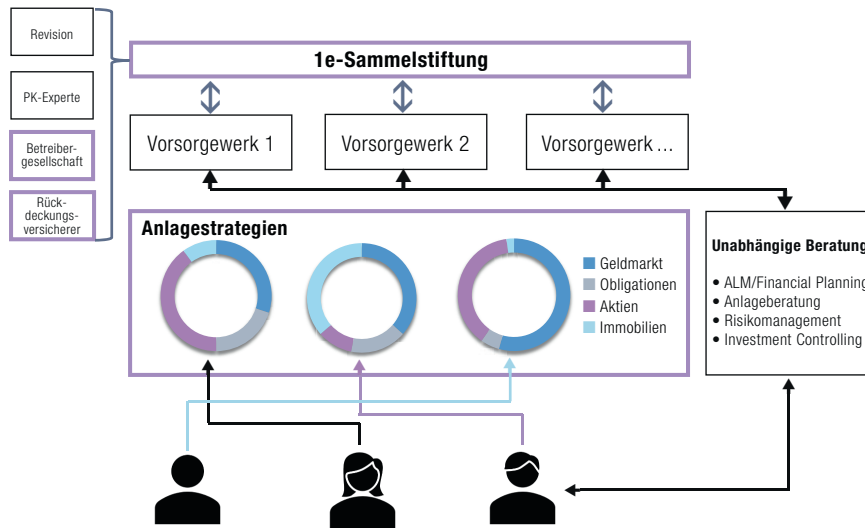 Revision
PK-Experte
Betreiber-
gesellschaft
Rück-
deckungs-
versicherer
1e-Sammelstiftung
Vorsorgewerk 1
Vorsorgewerk 2
Vorsorgewerk ...
Anlagestrategien
Geldmarkt
Obligationen
Aktien
Immobilien
Unabhängige Beratung
• ALM/Financial Planning
• Anlageberatung
• Risikomanagement
• Investment Controlling